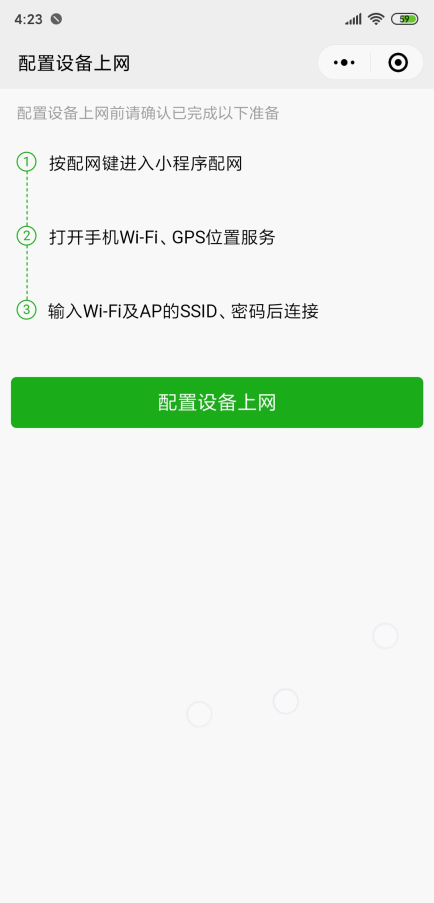 4:23
59
配置设备上网
配置设备上网前请确认已完成以下准备
1 按配网键进入小程序配网
2 打开手机Wi-Fi、GPS位置服务
3 输入Wi-Fi及AP的SSID、密码后连接
配置设备上网